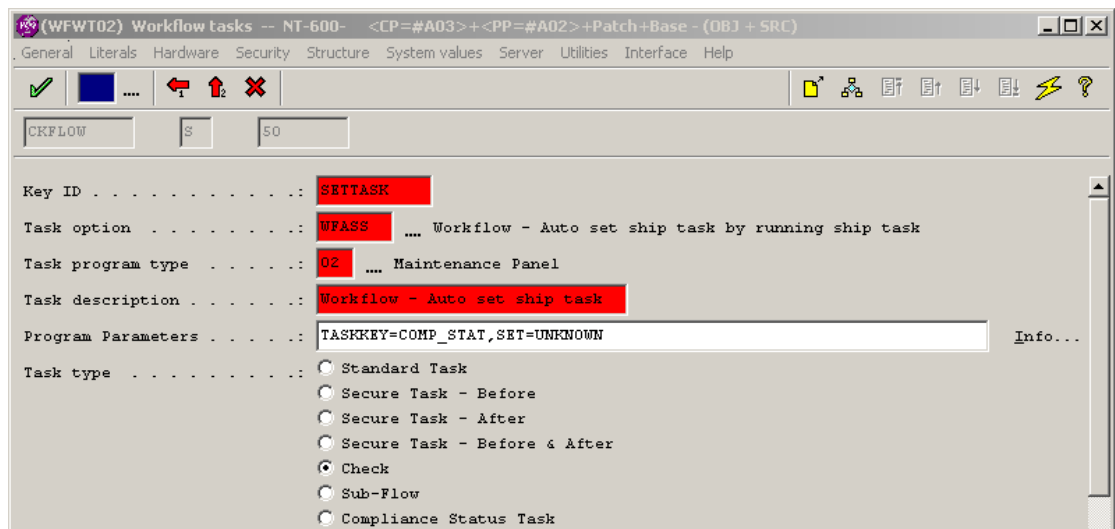 (WFWT02) Workflow tasks -- NT-600- <CP=#A03>+<PP=#A02>+Patch+Base - (OBJ + SRC)
General Literals Hardware Security Structure System values Server Utilities Interface Help
.... 1 2 ?
CKFLOW S 50
Key ID . . . . . . . . . . .: SETTASK
Task option . . . . . . . .: WFASS .... Workflow - Auto set ship task by running ship task
Task program type . . . . .: 02 .... Maintenance Panel
Task description . . . . . .: Workflow - Auto set ship task
Program Parameters . . . . .: TASKKEY=COMP_STAT,SET=UNKNOWN Info...
Task type . . . . . . . . .: Standard Task
Secure Task - Before
Secure Task - After
Secure Task - Before & After
Check
Sub-Flow
Compliance Status Task